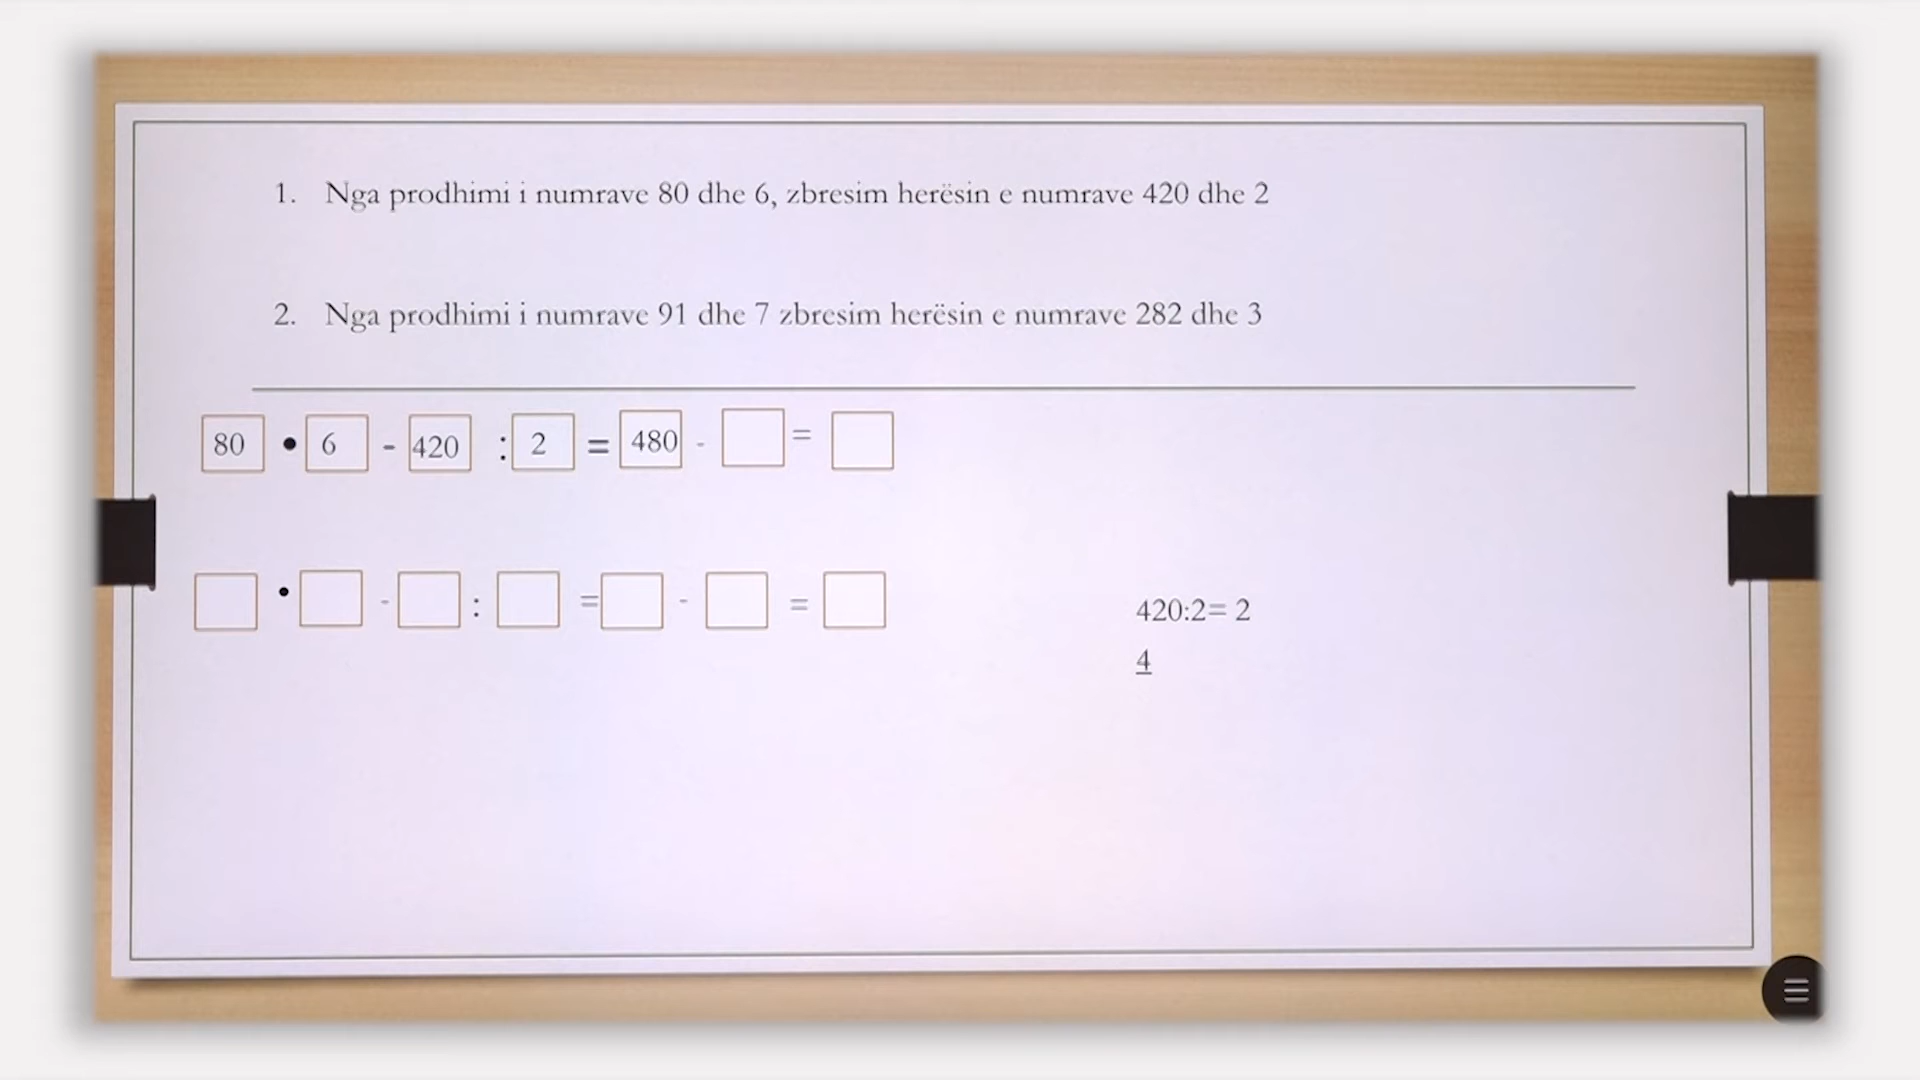 1. Nga prodhimi i numrave 80 dhe 6, zbresim herësin e numrave 420 dhe 2
2. Nga prodhimi i numrave 91 dhe 7 zbresim herësin e numrave 282 dhe 3
80 • 6 - 420 : 2 = 480 - =
• - : = - =
420:2= 2
4